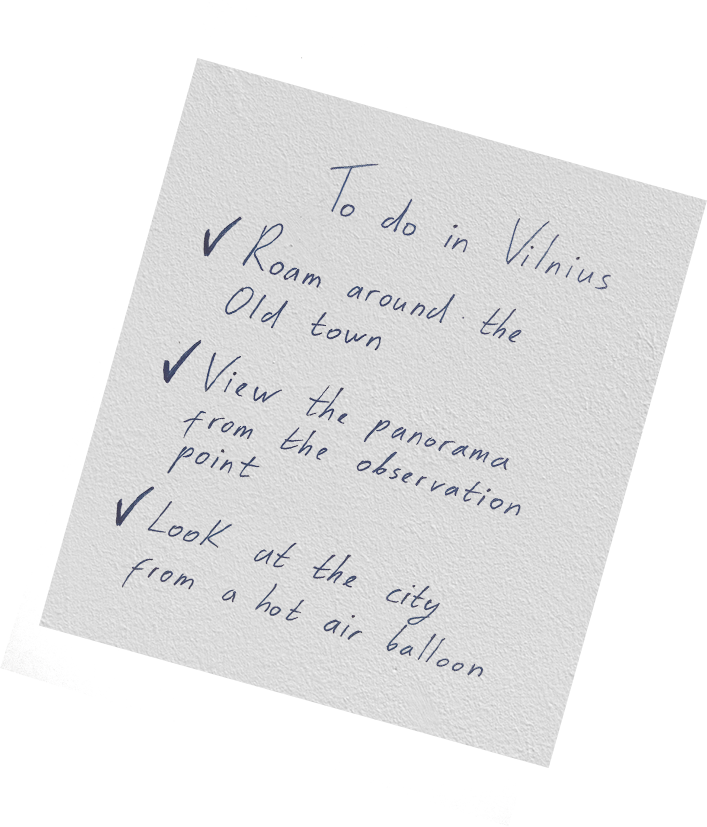 To do in Vilnius
✓ Roam around the
Old town
✓ View the panorama
from the observation
point
✓ Look at the city
from a hot air balloon